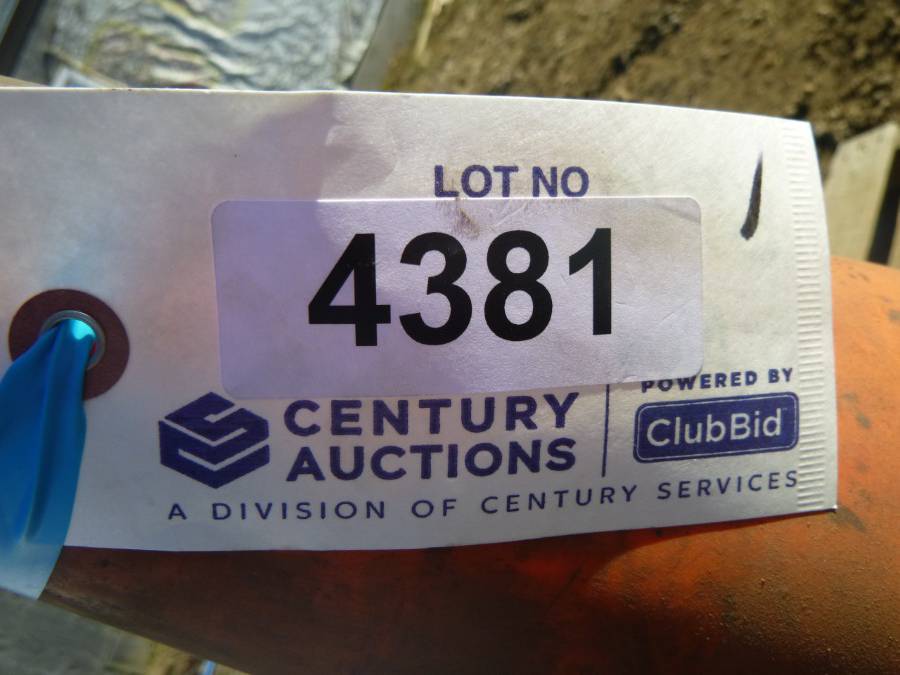 LOT NO
4381
CENTURY
AUCTIONS
POWERED BY
ClubBid
A DIVISION OF CENTURY SERVICES